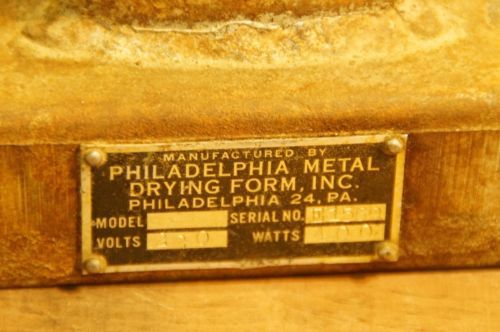 MANUFACTURED BY
PHILADELPHIA METAL
DRYING FORM, INC.
PHILADELPHIA 24, PA.
MODEL SERIAL NO.
VOLTS WATTS